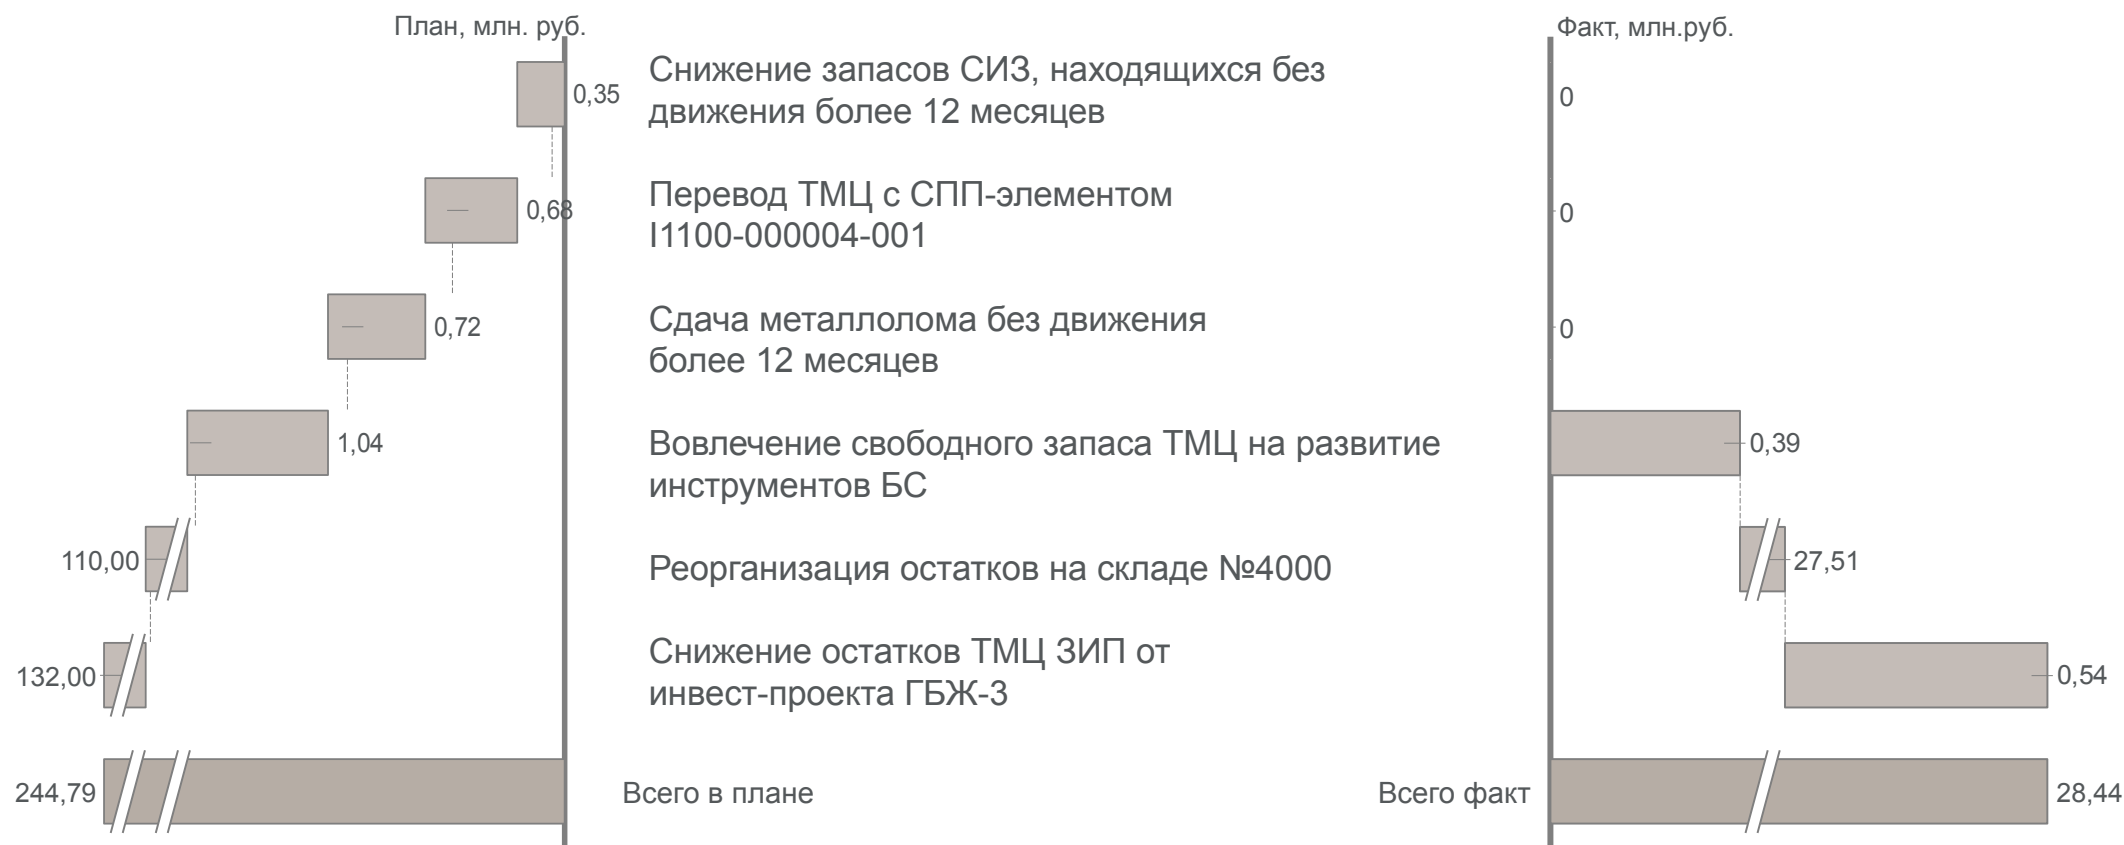 План, млн. руб.
Факт, млн.руб.
0,35
Снижение запасов СИЗ, находящихся без
движения более 12 месяцев
0
0,68
Перевод ТМЦ с СПП-элементом
I1100-000004-001
0
0,72
Сдача металлолома без движения
более 12 месяцев
0
1,04
Вовлечение свободного запаса ТМЦ на развитие
инструментов БС
0,39
110,00
Реорганизация остатков на складе №4000
27,51
132,00
Снижение остатков ТМЦ ЗИП от
инвест-проекта ГБЖ-3
0,54
244,79
Всего в плане
Всего факт
28,44